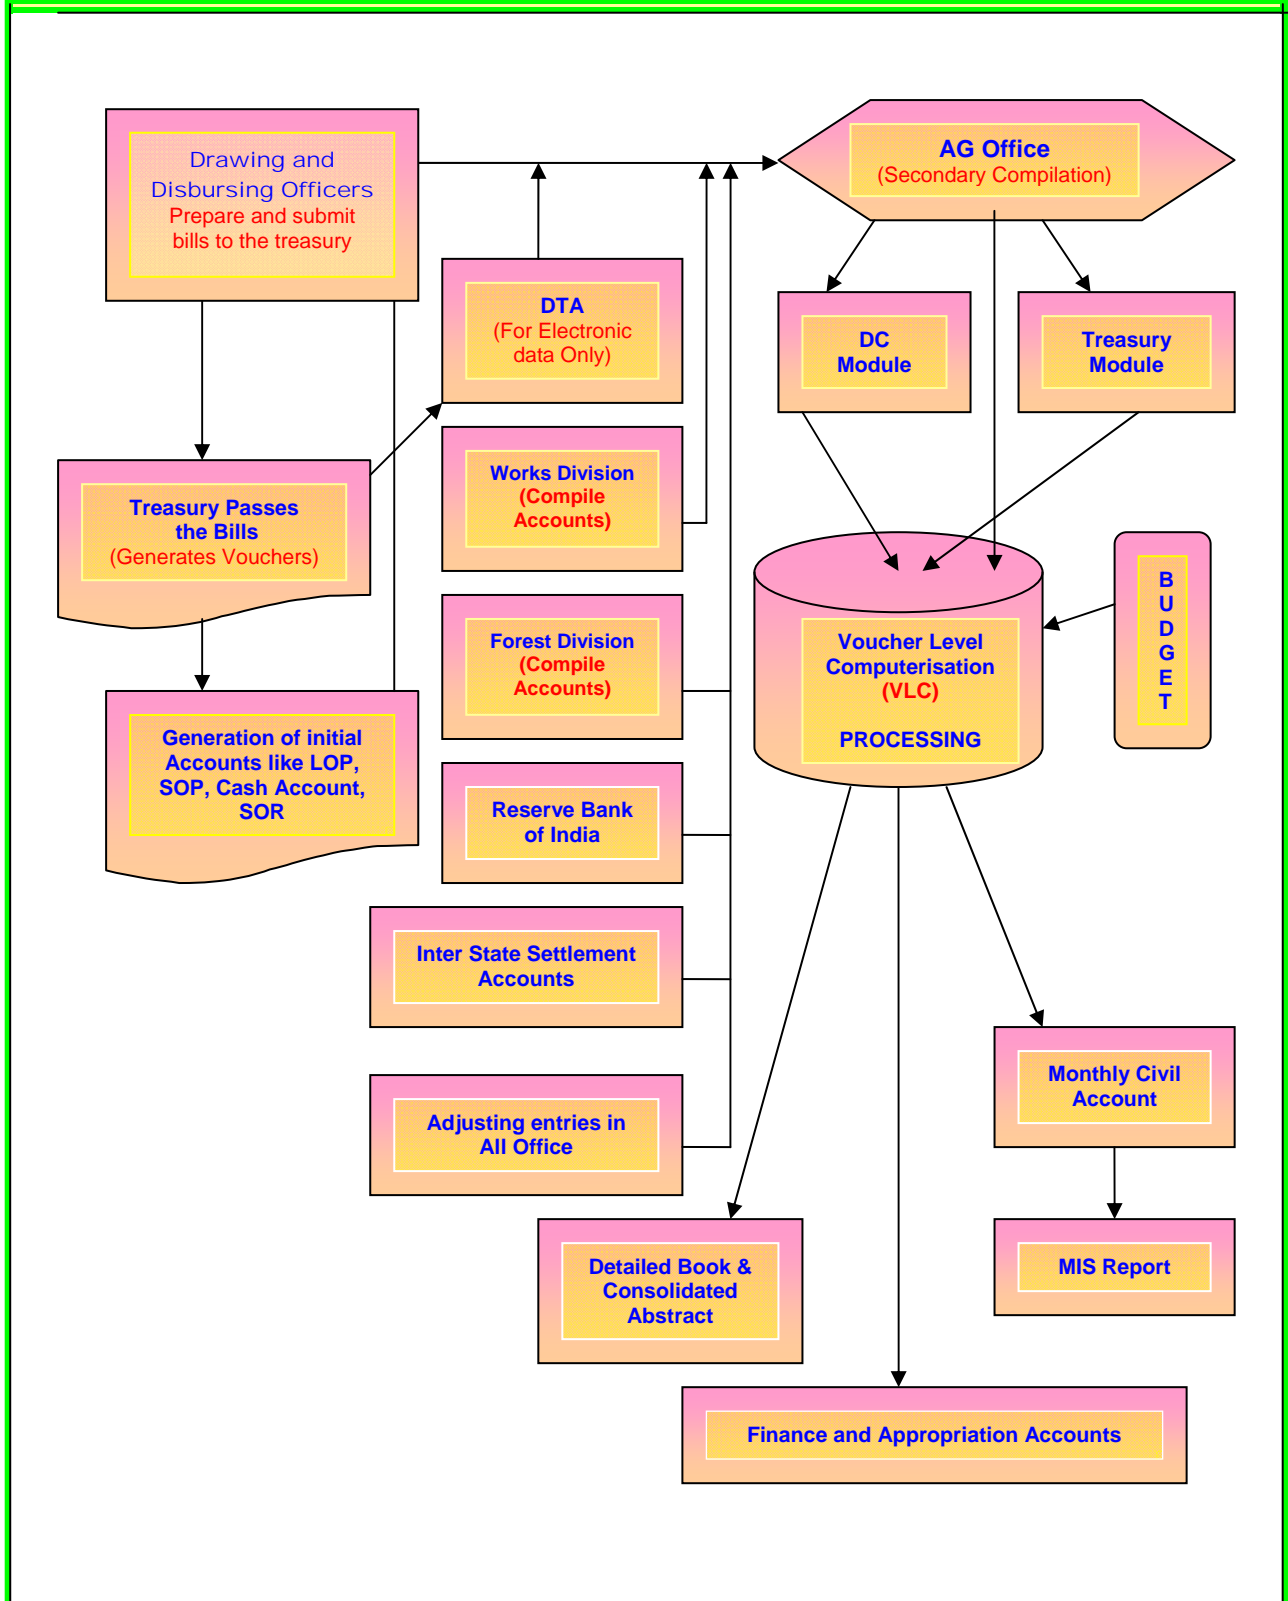 Drawing and
Disbursing Officers
Prepare and submit
bills to the treasury
AG Office
(Secondary Compilation)
DTA
(For Electronic
data Only)
DC
Module
Treasury
Module
Works Division
(Compile
Accounts)
Treasury Passes
the Bills
(Generates Vouchers)
Forest Division
(Compile
Accounts)
Voucher Level
Computerisation
(VLC)
PROCESSING
B
U
D
G
E
T
Generation of initial
Accounts like LOP,
SOP, Cash Account,
SOR
Reserve Bank
of India
Inter State Settlement
Accounts
Adjusting entries in
All Office
Monthly Civil
Account
MIS Report
Detailed Book &
Consolidated
Abstract
Finance and Appropriation Accounts